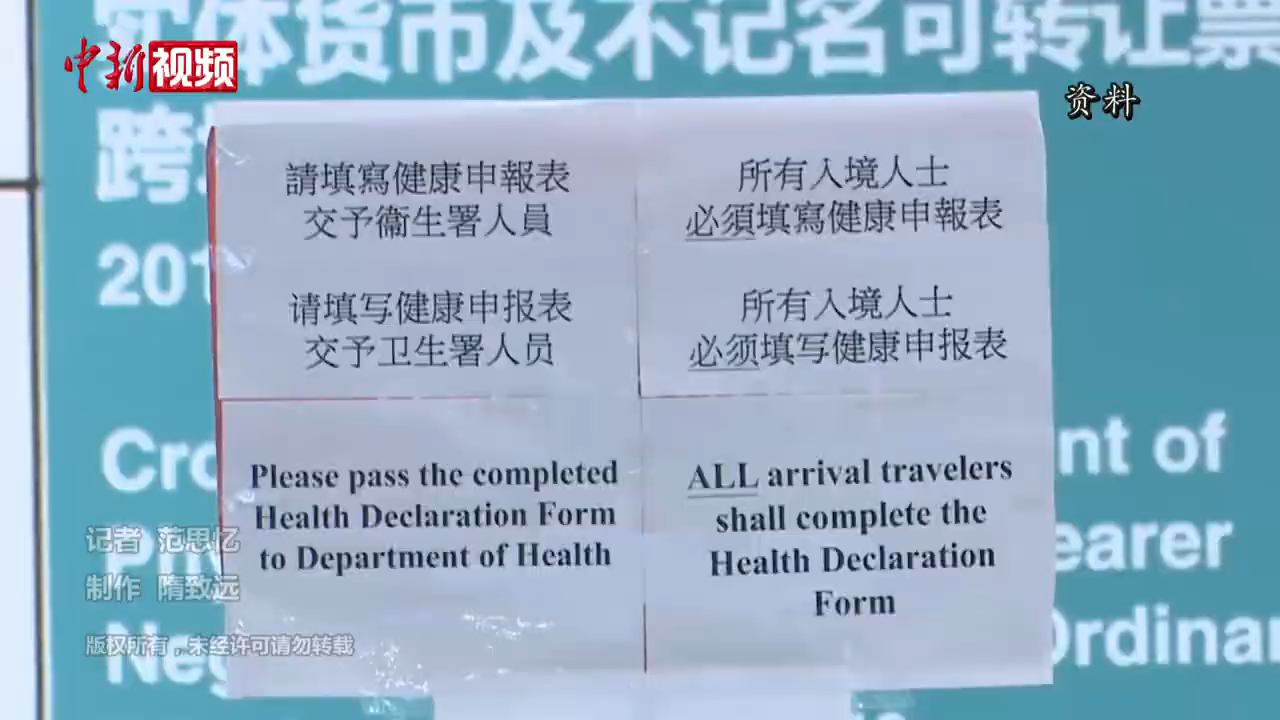 实体货币及不记名可转让票
中新视频
资料
跨
201
請填寫健康申報表
交予衞生署人員
请填写健康申报表
交予卫生署人员
所有入境人士
必須填寫健康申報表
所有入境人士
必须填写健康申报表
Please pass the completed
Health Declaration Form
to Department of Health
ALL arrival travelers
shall complete the
Health Declaration
Form
nt of
earer
Ordinan
记者 范思忆
制作 隋致远
版权所有，未经许可请勿转载